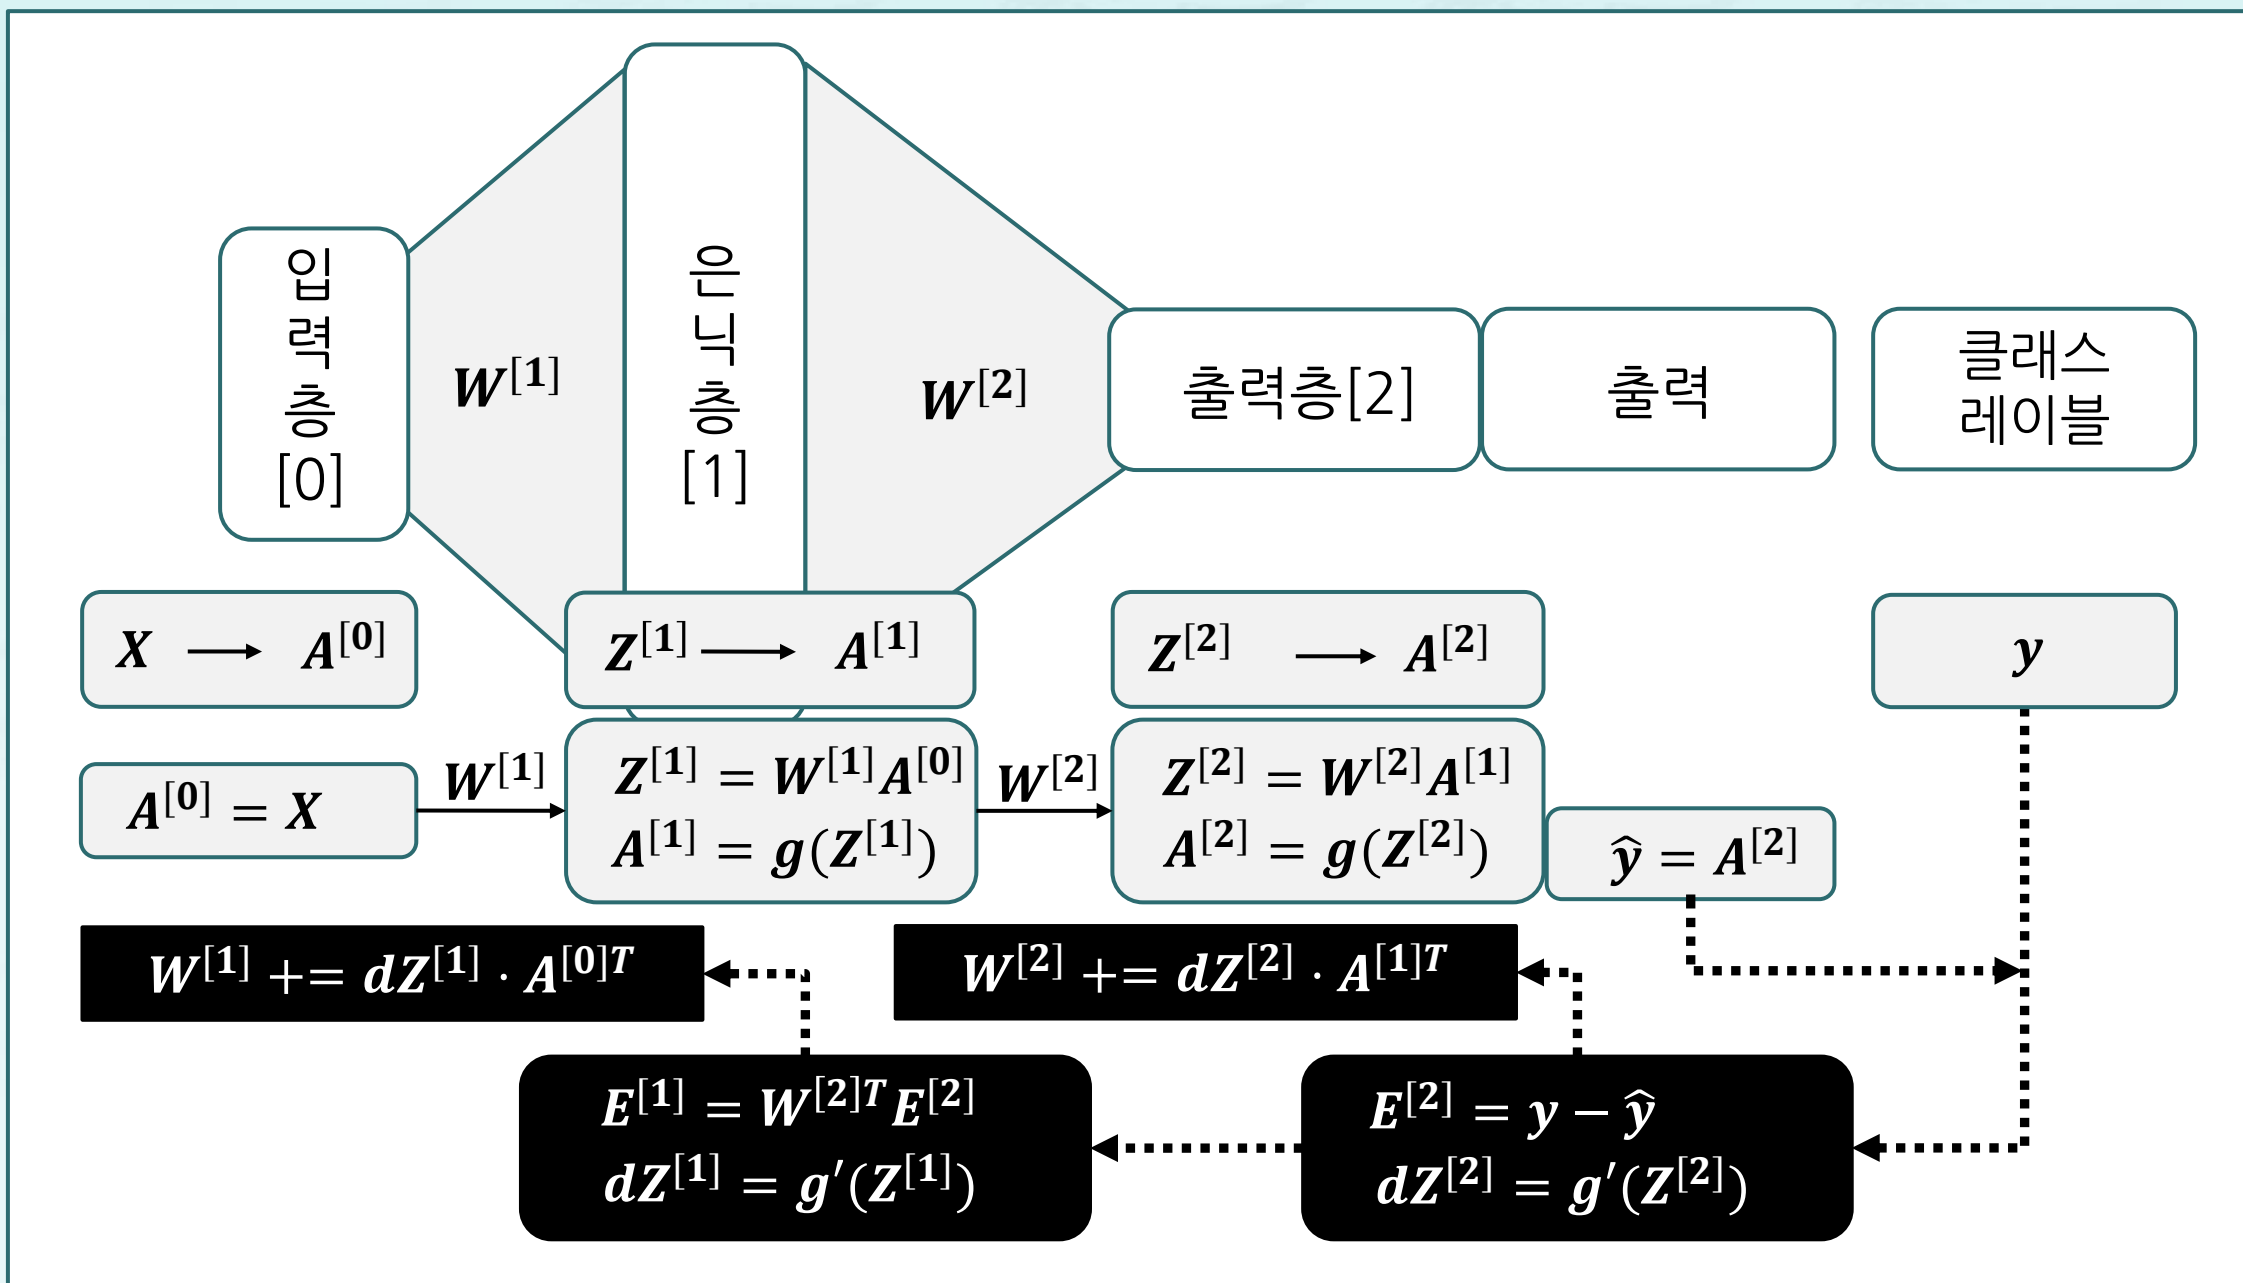 입
력
층
[0]
W^[1]
은
닉
층
[1]
W^[2]
출력층[2]
출력
클래스
레이블
X → A^[0]
Z^[1] → A^[1]
Z^[2] → A^[2]
y
A^[0] = X
W^[1]
Z^[1] = W^[1]A^[0]
A^[1] = g(Z^[1])
W^[2]
Z^[2] = W^[2]A^[1]
A^[2] = g(Z^[2])
ŷ = A^[2]
W^[1] += dZ^[1] · A^[0]T
W^[2] += dZ^[2] · A^[1]T
E^[1] = W^[2]T E^[2]
dZ^[1] = g′(Z^[1])
E^[2] = y − ŷ
dZ^[2] = g′(Z^[2])